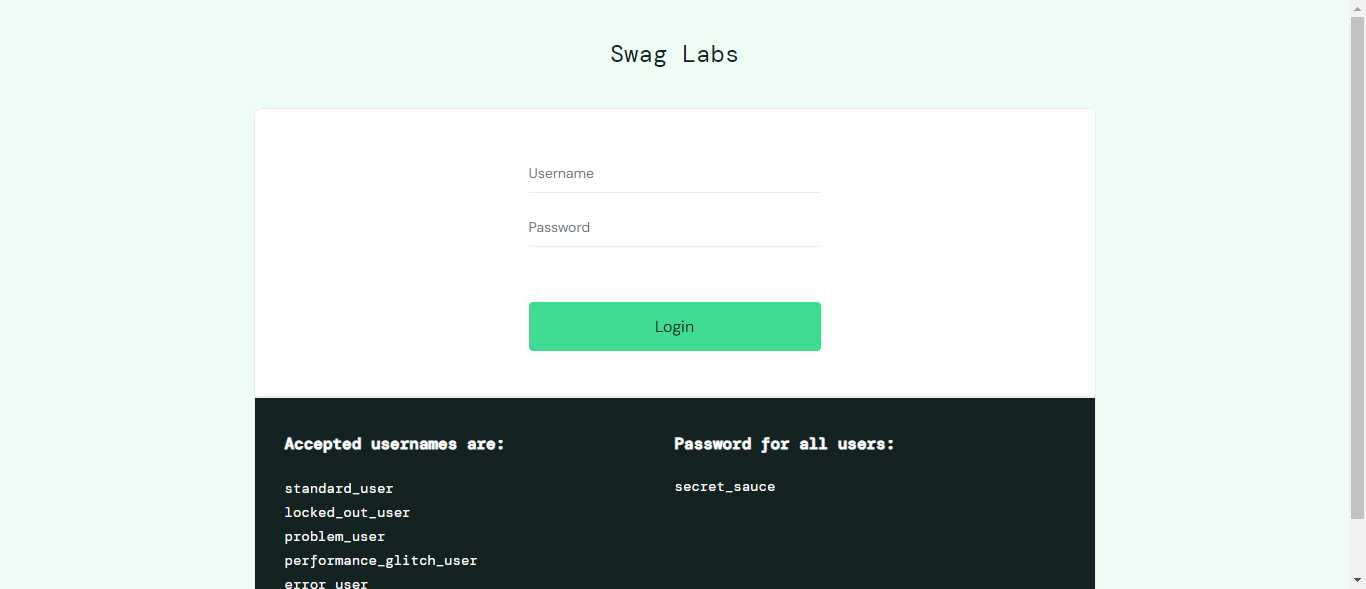 Swag Labs
Username
Password
Login
Accepted usernames are:
standard_user
locked_out_user
problem_user
performance_glitch_user
error_user
Password for all users:
secret_sauce